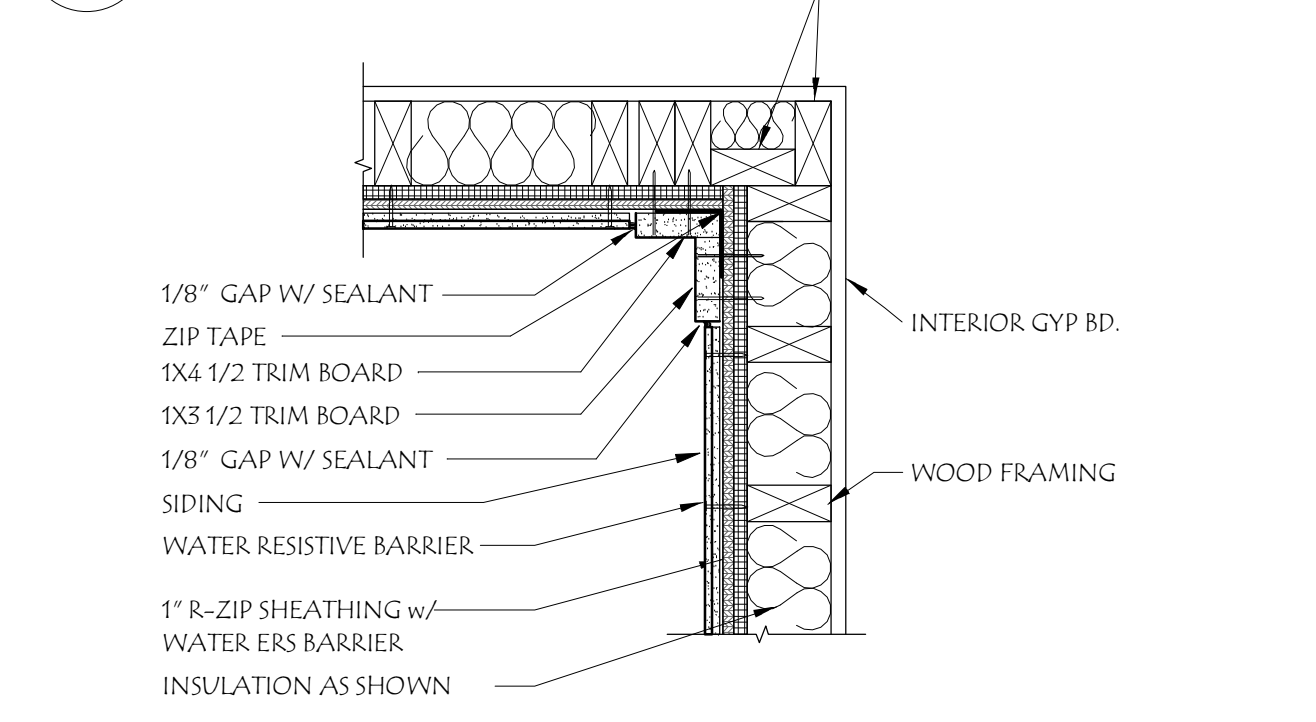 1/8" GAP W/ SEALANT
ZIP TAPE
1X4 1/2 TRIM BOARD
1X3 1/2 TRIM BOARD
1/8" GAP W/ SEALANT
SIDING
WATER RESISTIVE BARRIER
1" R-ZIP SHEATHING w/
WATER ERS BARRIER
INSULATION AS SHOWN
INTERIOR GYP BD.
WOOD FRAMING